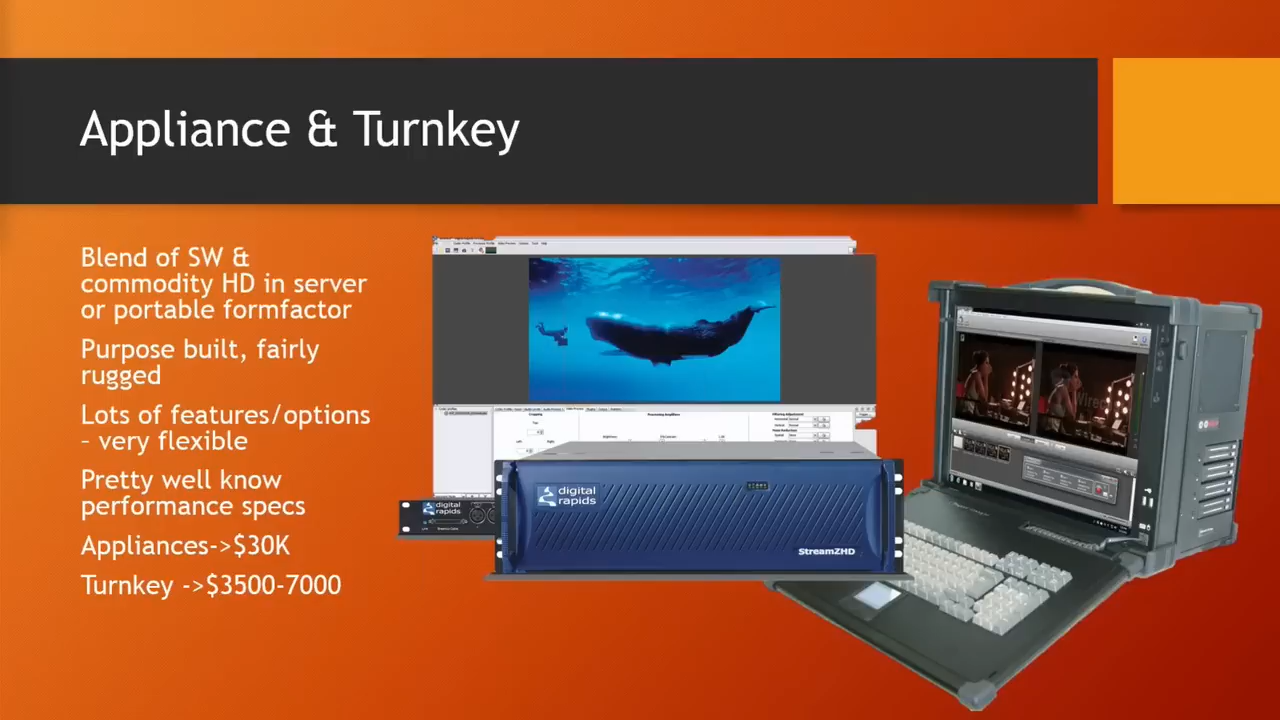 Appliance & Turnkey
Blend of SW &
commodity HD in server
or portable formfactor
Purpose built, fairly
rugged
Lots of features/options
– very flexible
Pretty well know
performance specs
Appliances->$30K
Turnkey ->$3500-7000
digital
rapids
digital
rapids
StreamZHD